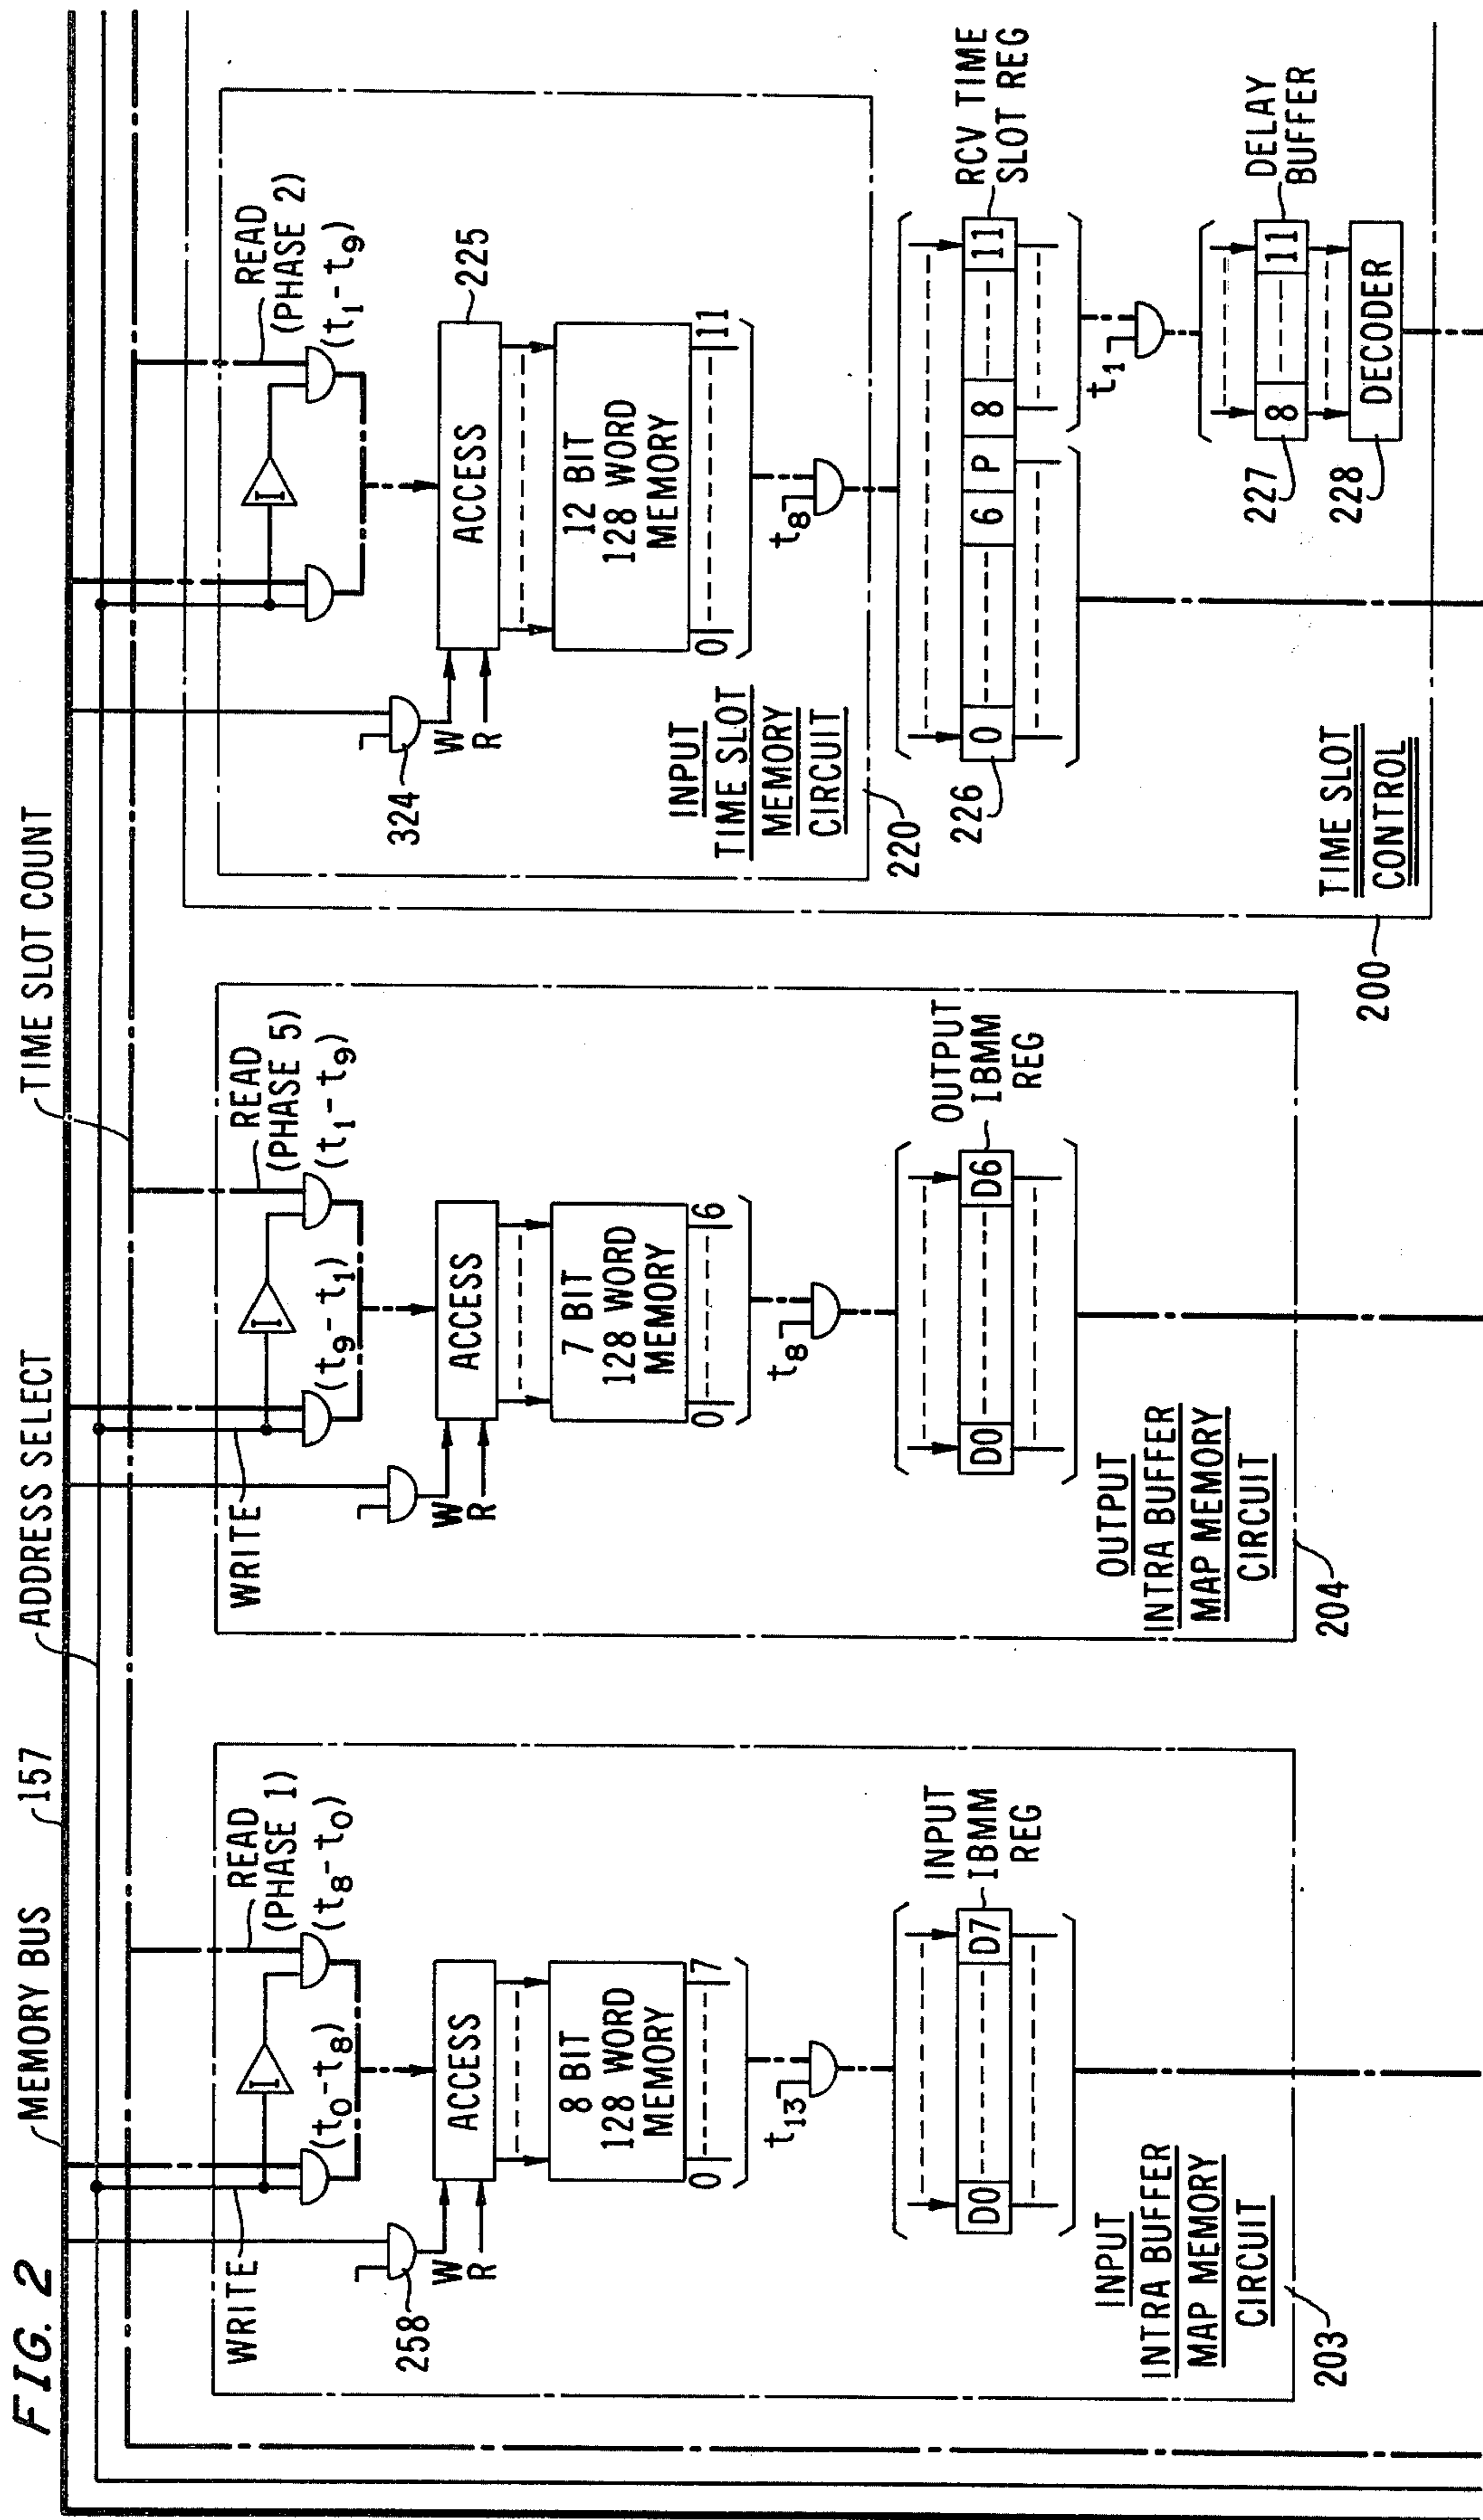 FIG. 2
MEMORY BUS
157
ADDRESS SELECT
TIME SLOT COUNT
WRITE
READ
(PHASE 1)
(t0-t8)
(t8-t0)
I
258
W
R
ACCESS
8 BIT
128 WORD
MEMORY
0
7
t13
INPUT
IBMM
REG
D0
D7
INPUT
INTRA BUFFER
MAP MEMORY
CIRCUIT
203
WRITE
READ
(PHASE 5)
(t9-t1)
(t1-t9)
I
W
R
ACCESS
7 BIT
128 WORD
MEMORY
0
6
t8
OUTPUT
IBMM
REG
D0
D6
OUTPUT
INTRA BUFFER
MAP MEMORY
CIRCUIT
204
READ
(PHASE 2)
(t1-t9)
I
324
W
R
ACCESS
225
12 BIT
128 WORD
MEMORY
0
11
t8
INPUT
TIME SLOT
MEMORY
CIRCUIT
220
RCV TIME
SLOT REG
226
0
6
P
8
11
t1
DELAY
BUFFER
227
8
11
228
DECODER
TIME SLOT
CONTROL
200